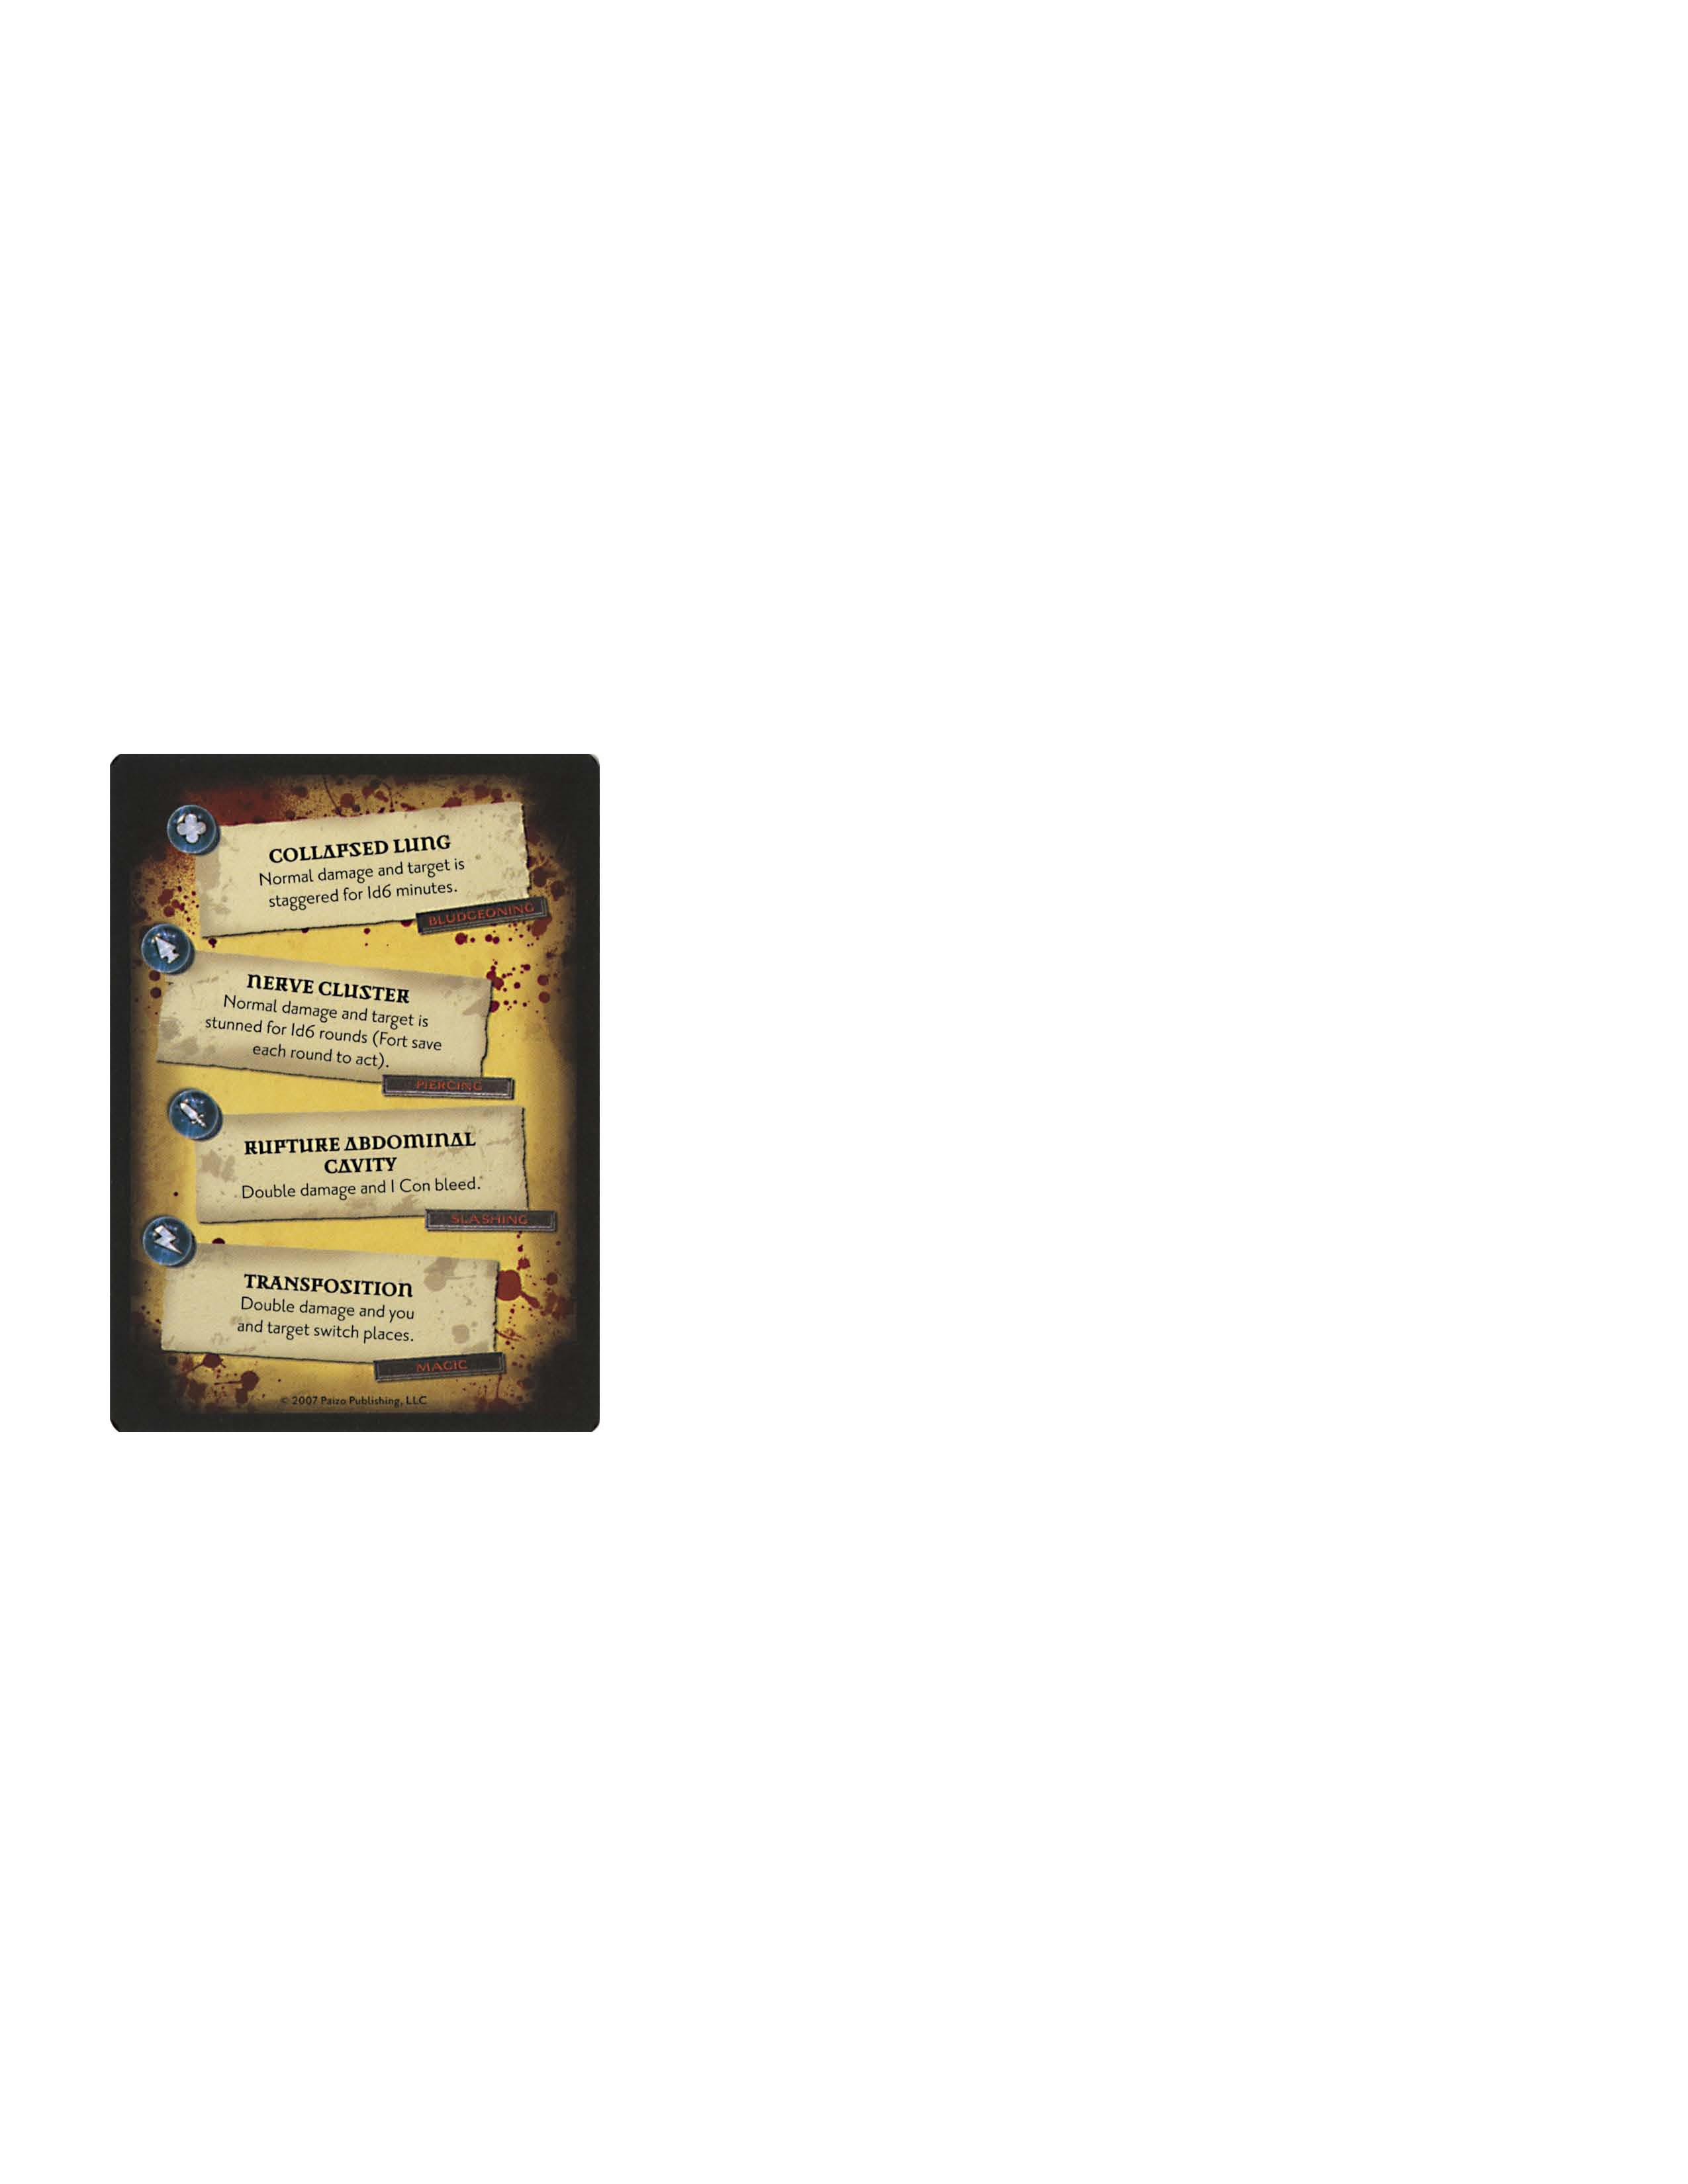 COLLAPSED LUNG
Normal damage and target is
staggered for 1d6 minutes.
BLUDGEONING
NERVE CLUSTER
Normal damage and target is
stunned for 1d6 rounds (Fort save
each round to act).
PIERCING
RUPTURE ABDOMINAL
CAVITY
Double damage and 1 Con bleed.
SLASHING
TRANSPOSITION
Double damage and you
and target switch places.
MAGIC
© 2007 Paizo Publishing, LLC